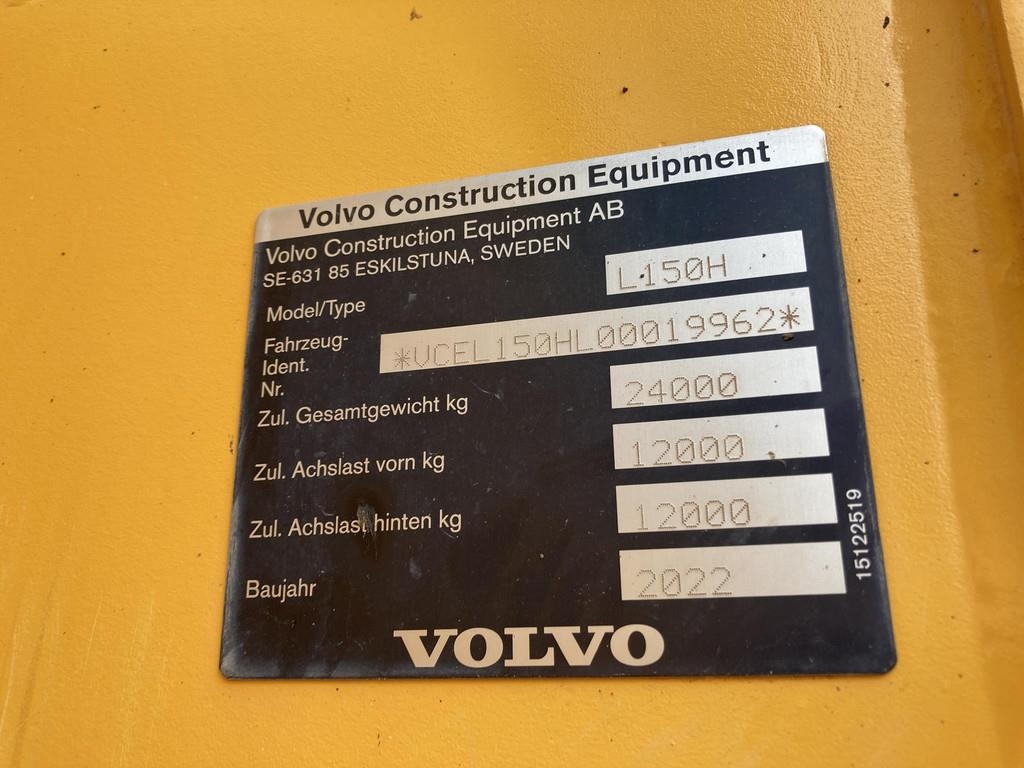 Volvo Construction Equipment
Volvo Construction Equipment AB
SE-631 85 ESKILSTUNA, SWEDEN
Model/Type L150H
Fahrzeug-
Ident. *VCEL150HL00019962*
Nr.
Zul. Gesamtgewicht kg 24000
Zul. Achslast vorn kg 12000
Zul. Achslast hinten kg 12000
Baujahr 2022
15122519
VOLVO